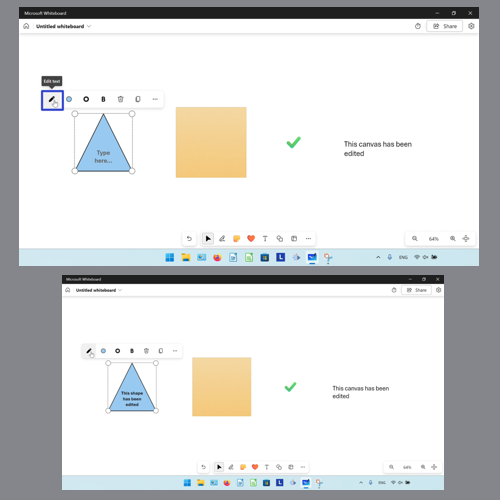 Microsoft Whiteboard
Untitled whiteboard
Share
Edit text
B
Type
here...
This canvas has been
edited
T
64%
ENG
L
Microsoft Whiteboard
Untitled whiteboard
Share
B
This shape
has been
edited
This canvas has been
edited
T
64%
ENG
L